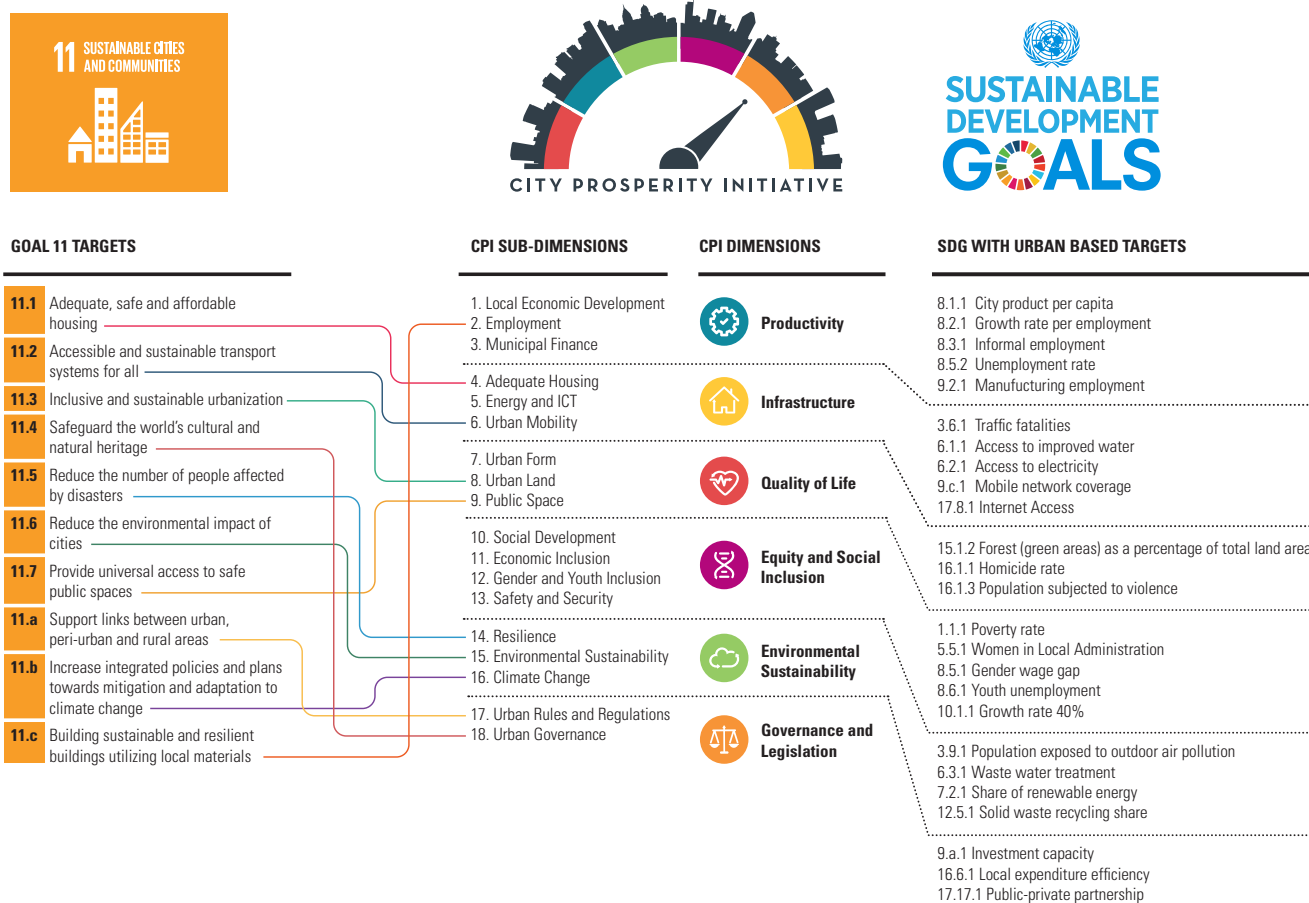 11 SUSTAINABLE CITIES
AND COMMUNITIES
CITY PROSPERITY INITIATIVE
SUSTAINABLE
DEVELOPMENT
GOALS
GOAL 11 TARGETS
11.1 Adequate, safe and affordable
housing
11.2 Accessible and sustainable transport
systems for all
11.3 Inclusive and sustainable urbanization
11.4 Safeguard the world's cultural and
natural heritage
11.5 Reduce the number of people affected
by disasters
11.6 Reduce the environmental impact of
cities
11.7 Provide universal access to safe
public spaces
11.a Support links between urban,
peri-urban and rural areas
11.b Increase integrated policies and plans
towards mitigation and adaptation to
climate change
11.c Building sustainable and resilient
buildings utilizing local materials
CPI SUB-DIMENSIONS
1. Local Economic Development
2. Employment
3. Municipal Finance
4. Adequate Housing
5. Energy and ICT
6. Urban Mobility
7. Urban Form
8. Urban Land
9. Public Space
10. Social Development
11. Economic Inclusion
12. Gender and Youth Inclusion
13. Safety and Security
14. Resilience
15. Environmental Sustainability
16. Climate Change
17. Urban Rules and Regulations
18. Urban Governance
CPI DIMENSIONS
Productivity
Infrastructure
Quality of Life
Equity and Social
Inclusion
Environmental
Sustainability
Governance and
Legislation
SDG WITH URBAN BASED TARGETS
8.1.1 City product per capita
8.2.1 Growth rate per employment
8.3.1 Informal employment
8.5.2 Unemployment rate
9.2.1 Manufucturing employment
3.6.1 Traffic fatalities
6.1.1 Access to improved water
6.2.1 Access to electricity
9.c.1 Mobile network coverage
17.8.1 Internet Access
15.1.2 Forest (green areas) as a percentage of total land area
16.1.1 Homicide rate
16.1.3 Population subjected to violence
1.1.1 Poverty rate
5.5.1 Women in Local Administration
8.5.1 Gender wage gap
8.6.1 Youth unemployment
10.1.1 Growth rate 40%
3.9.1 Population exposed to outdoor air pollution
6.3.1 Waste water treatment
7.2.1 Share of renewable energy
12.5.1 Solid waste recycling share
9.a.1 Investment capacity
16.6.1 Local expenditure efficiency
17.17.1 Public-private partnership